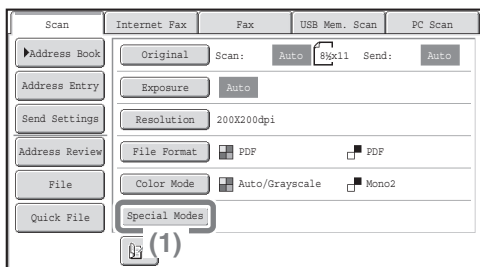 Scan Internet Fax Fax USB Mem. Scan PC Scan
Address Book Original Scan: Auto 8½x11 Send: Auto
Address Entry Exposure Auto
Send Settings Resolution 200X200dpi
Address Review File Format PDF PDF
File Color Mode Auto/Grayscale Mono2
Quick File Special Modes
(1)